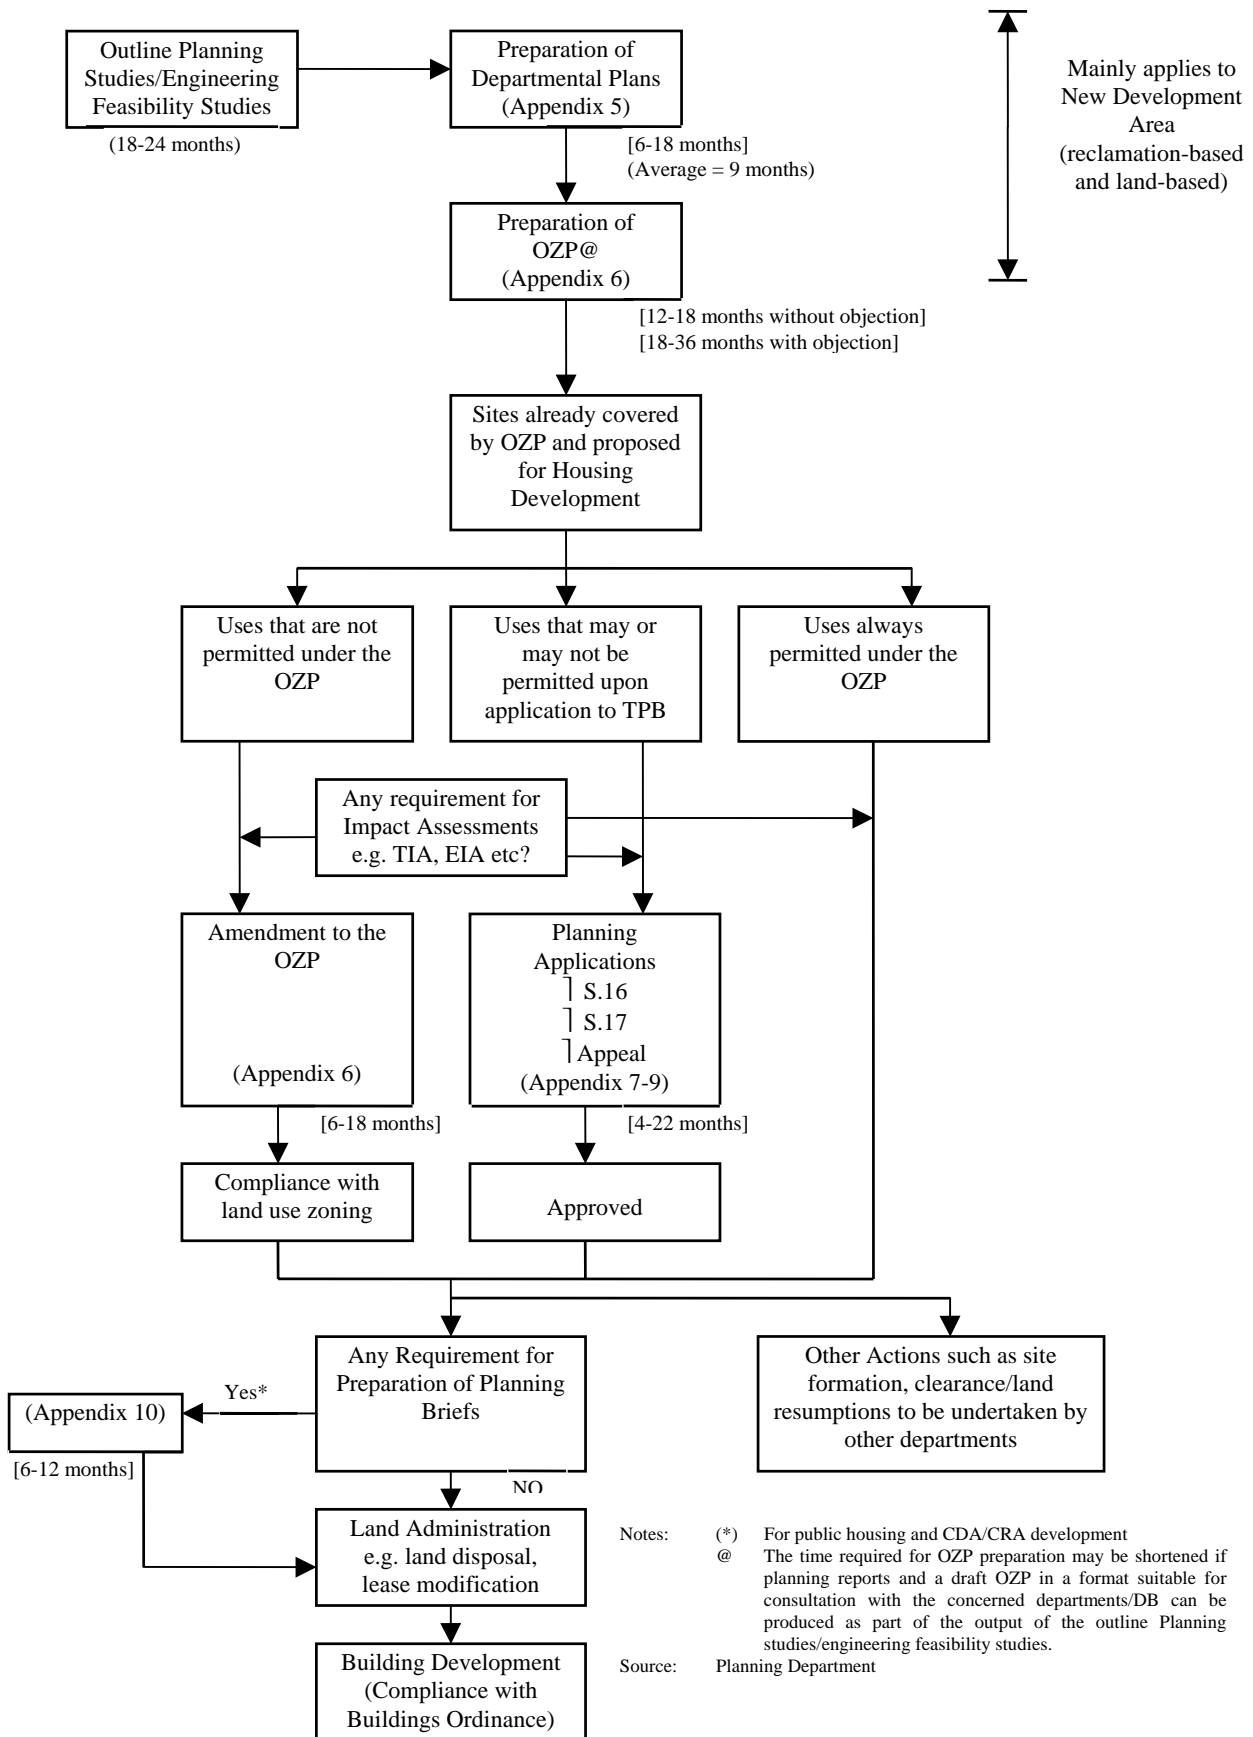 Outline Planning
Studies/Engineering
Feasibility Studies
(18-24 months)
Preparation of
Departmental Plans
(Appendix 5)
[6-18 months]
(Average = 9 months)
Mainly applies to
New Development
Area
(reclamation-based
and land-based)
Preparation of
OZP@
(Appendix 6)
[12-18 months without objection]
[18-36 months with objection]
Sites already covered
by OZP and proposed
for Housing
Development
Uses that are not
permitted under the
OZP
Uses that may or
may not be
permitted upon
application to TPB
Uses always
permitted under the
OZP
Any requirement for
Impact Assessments
e.g. TIA, EIA etc?
Amendment to the
OZP
(Appendix 6)
[6-18 months]
Planning
Applications
S.16
S.17
Appeal
(Appendix 7-9)
[4-22 months]
Compliance with
land use zoning
Approved
Any Requirement for
Preparation of Planning
Briefs
Yes*
(Appendix 10)
[6-12 months]
NO
Other Actions such as site
formation, clearance/land
resumptions to be undertaken by
other departments
Land Administration
e.g. land disposal,
lease modification
Building Development
(Compliance with
Buildings Ordinance)
Notes: (*) For public housing and CDA/CRA development
@ The time required for OZP preparation may be shortened if
planning reports and a draft OZP in a format suitable for
consultation with the concerned departments/DB can be
produced as part of the output of the outline Planning
studies/engineering feasibility studies.
Source: Planning Department